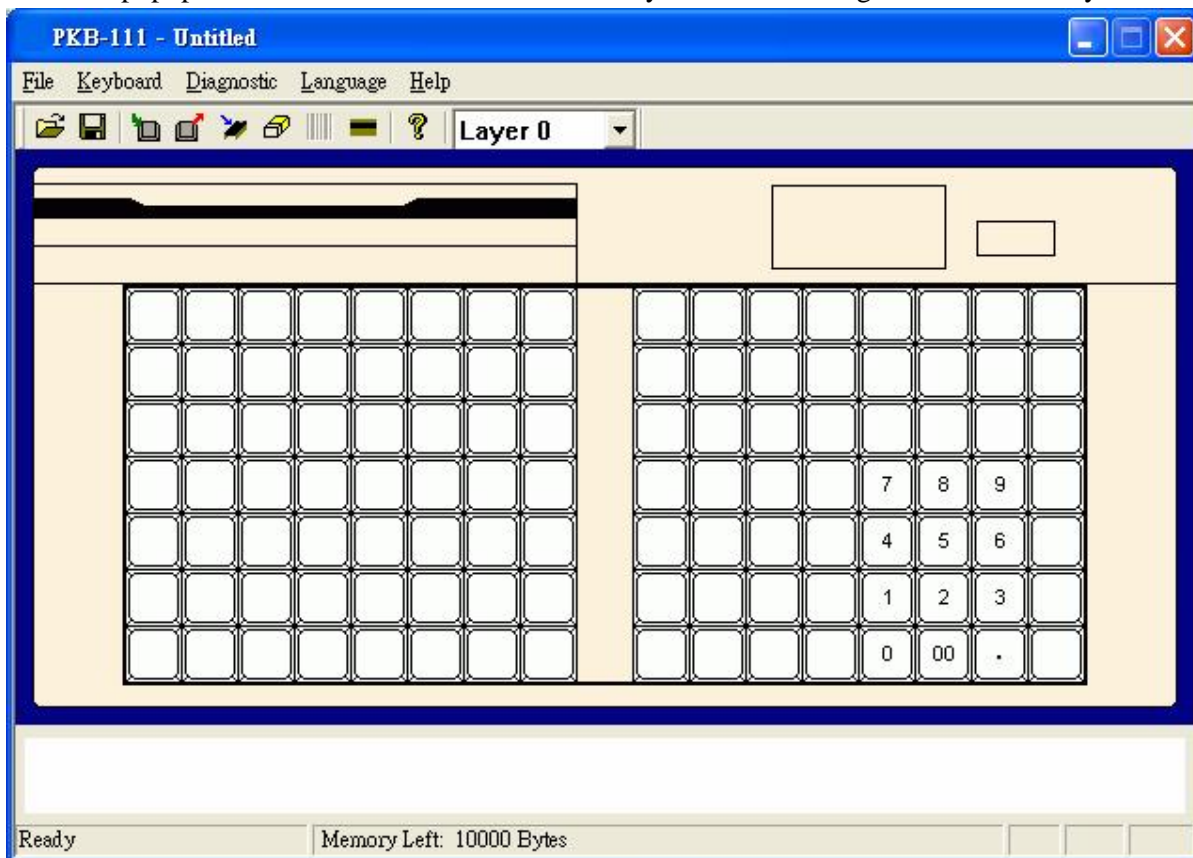 PKB-111 - Untitled
File Keyboard Diagnostic Language Help
Layer 0
7 8 9
4 5 6
1 2 3
0 00 .
Ready Memory Left: 10000 Bytes